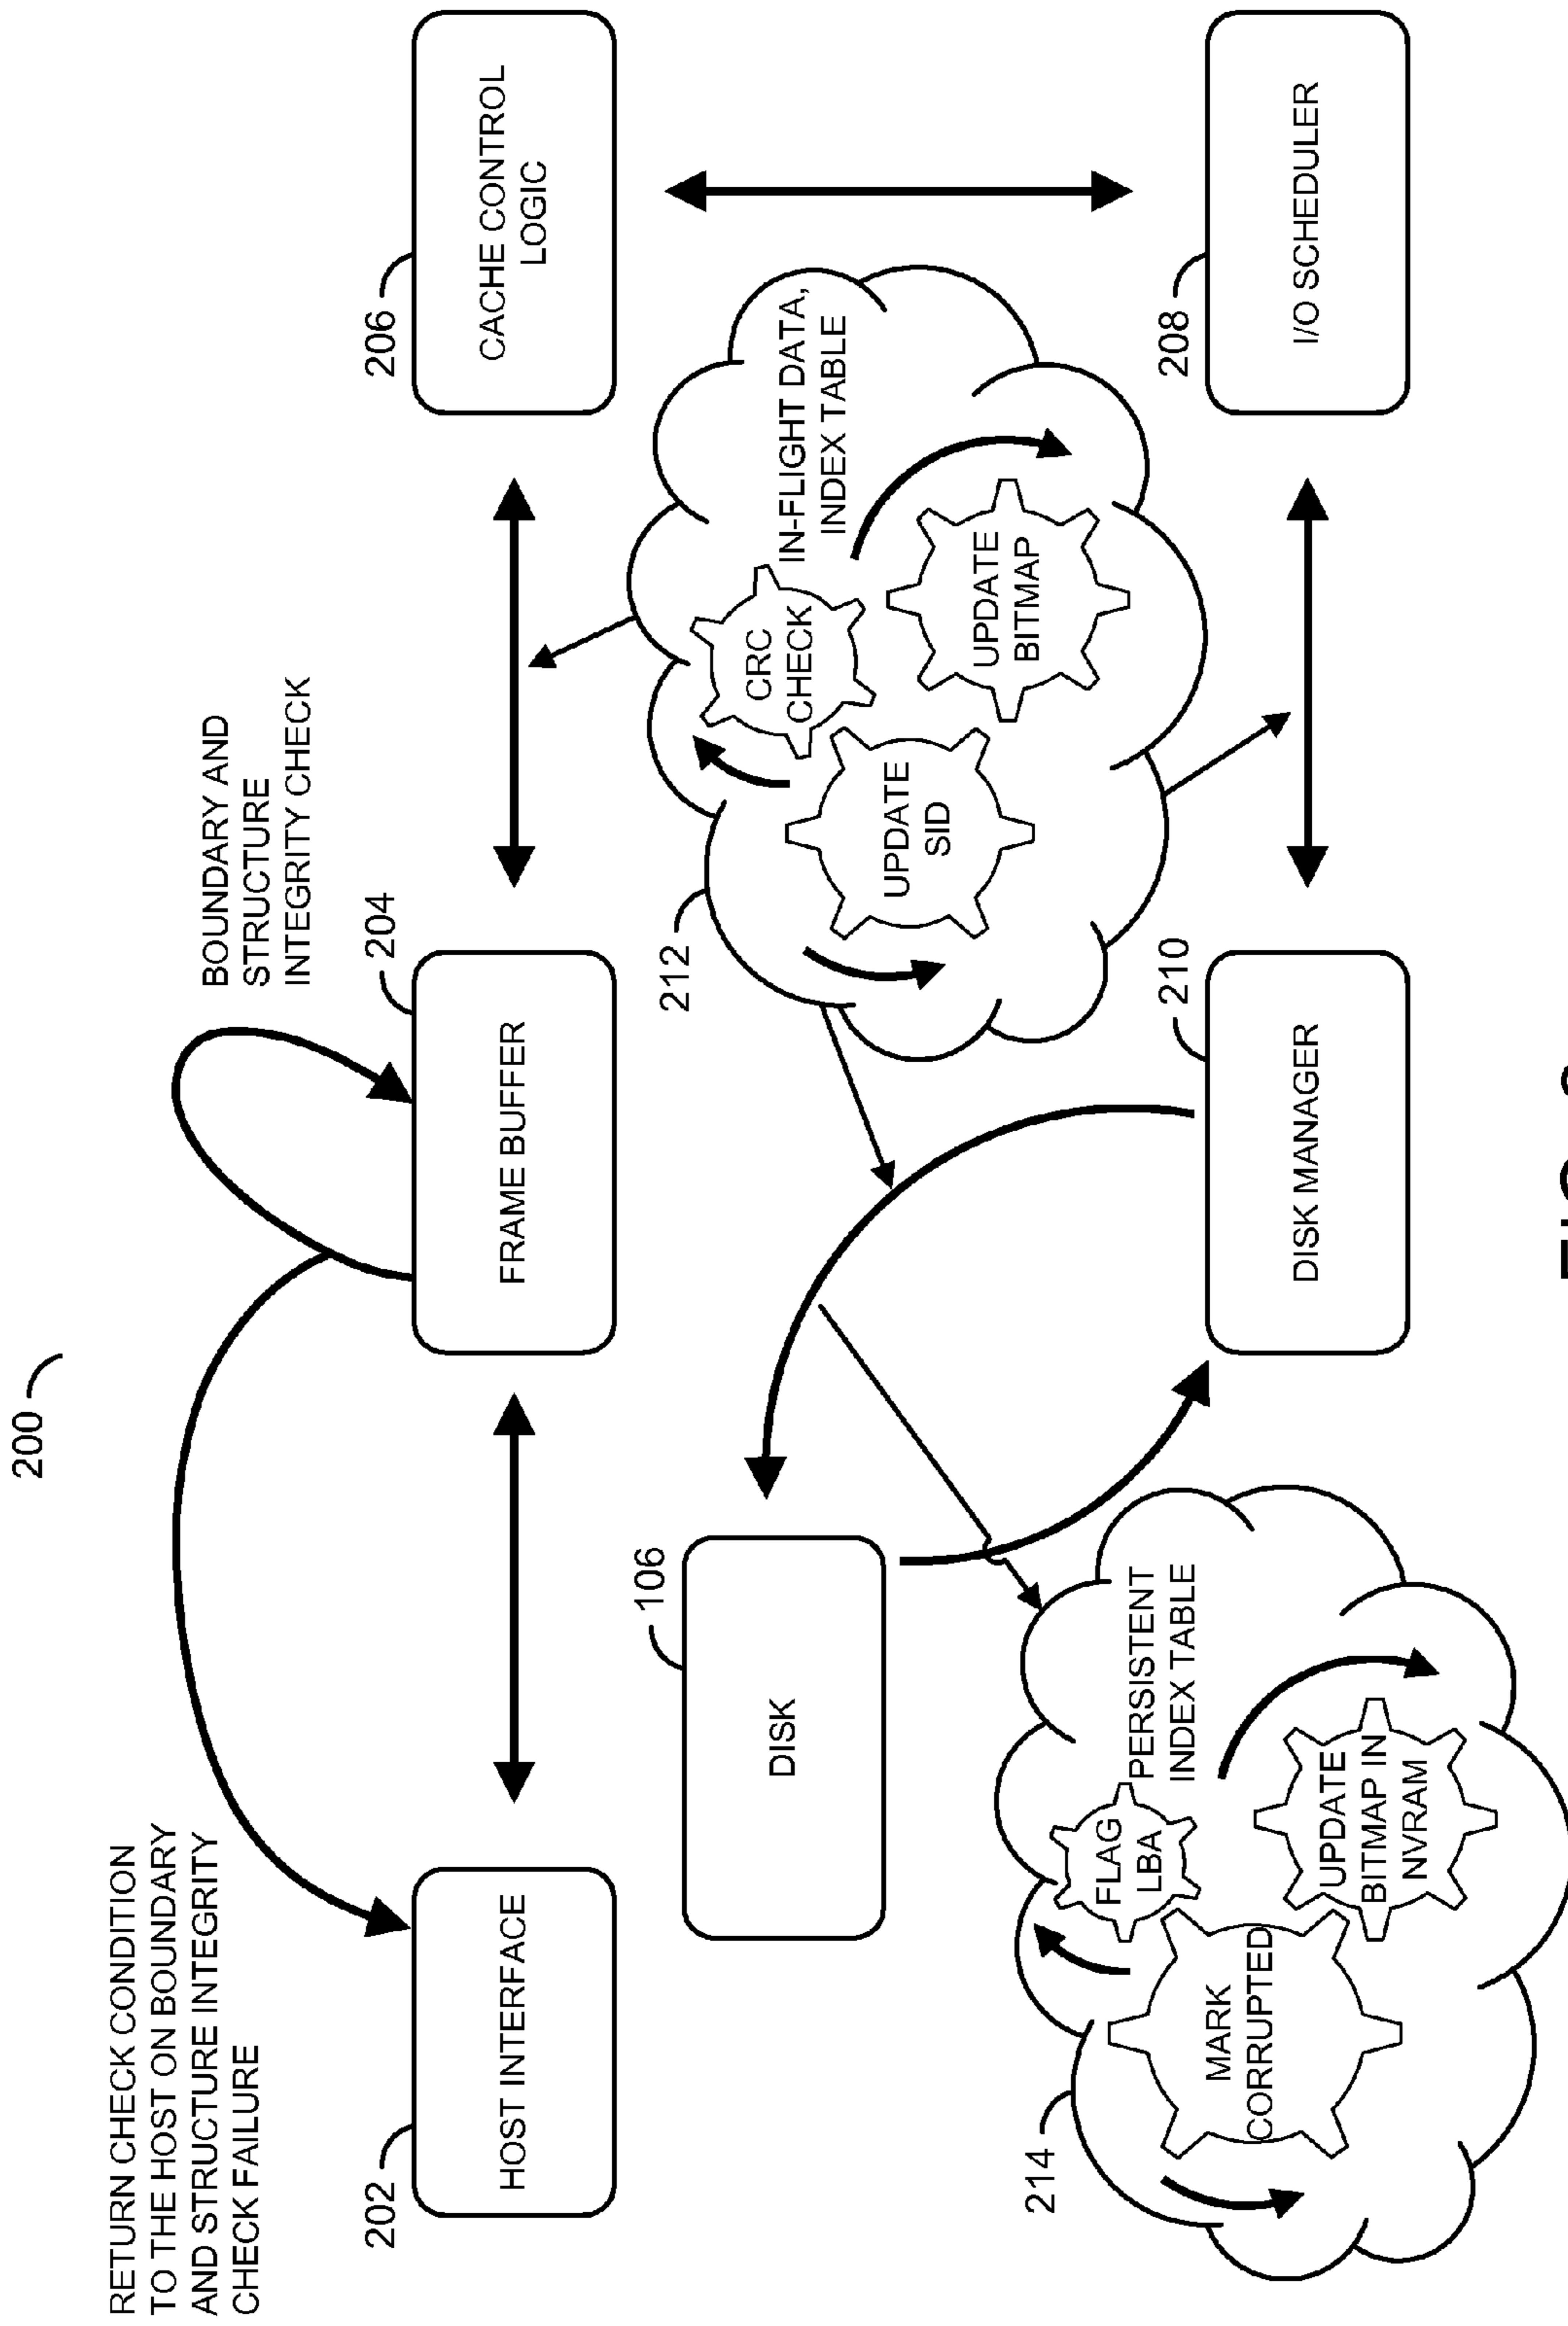 200
RETURN CHECK CONDITION
TO THE HOST ON BOUNDARY
AND STRUCTURE INTEGRITY
CHECK FAILURE
BOUNDARY AND
STRUCTURE
INTEGRITY CHECK
202
HOST INTERFACE
204
FRAME BUFFER
206
CACHE CONTROL
LOGIC
106
DISK
212
IN-FLIGHT DATA,
INDEX TABLE
CRC
CHECK
UPDATE
SID
UPDATE
BITMAP
214
PERSISTENT
INDEX TABLE
FLAG
LBA
MARK
CORRUPTED
UPDATE
BITMAP IN
NVRAM
210
DISK MANAGER
208
I/O SCHEDULER